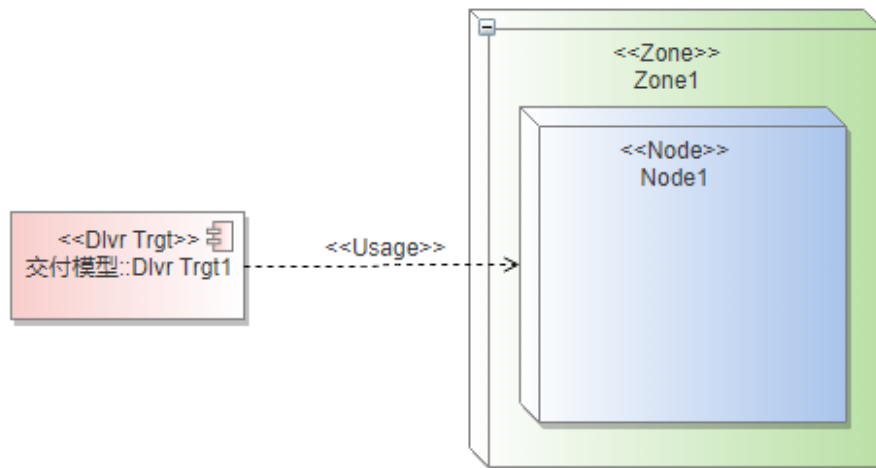 <<Zone>>
Zone1
<<Node>>
Node1
<<Dlvr Trgt>>
交付模型::Dlvr Trgt1
<<Usage>>